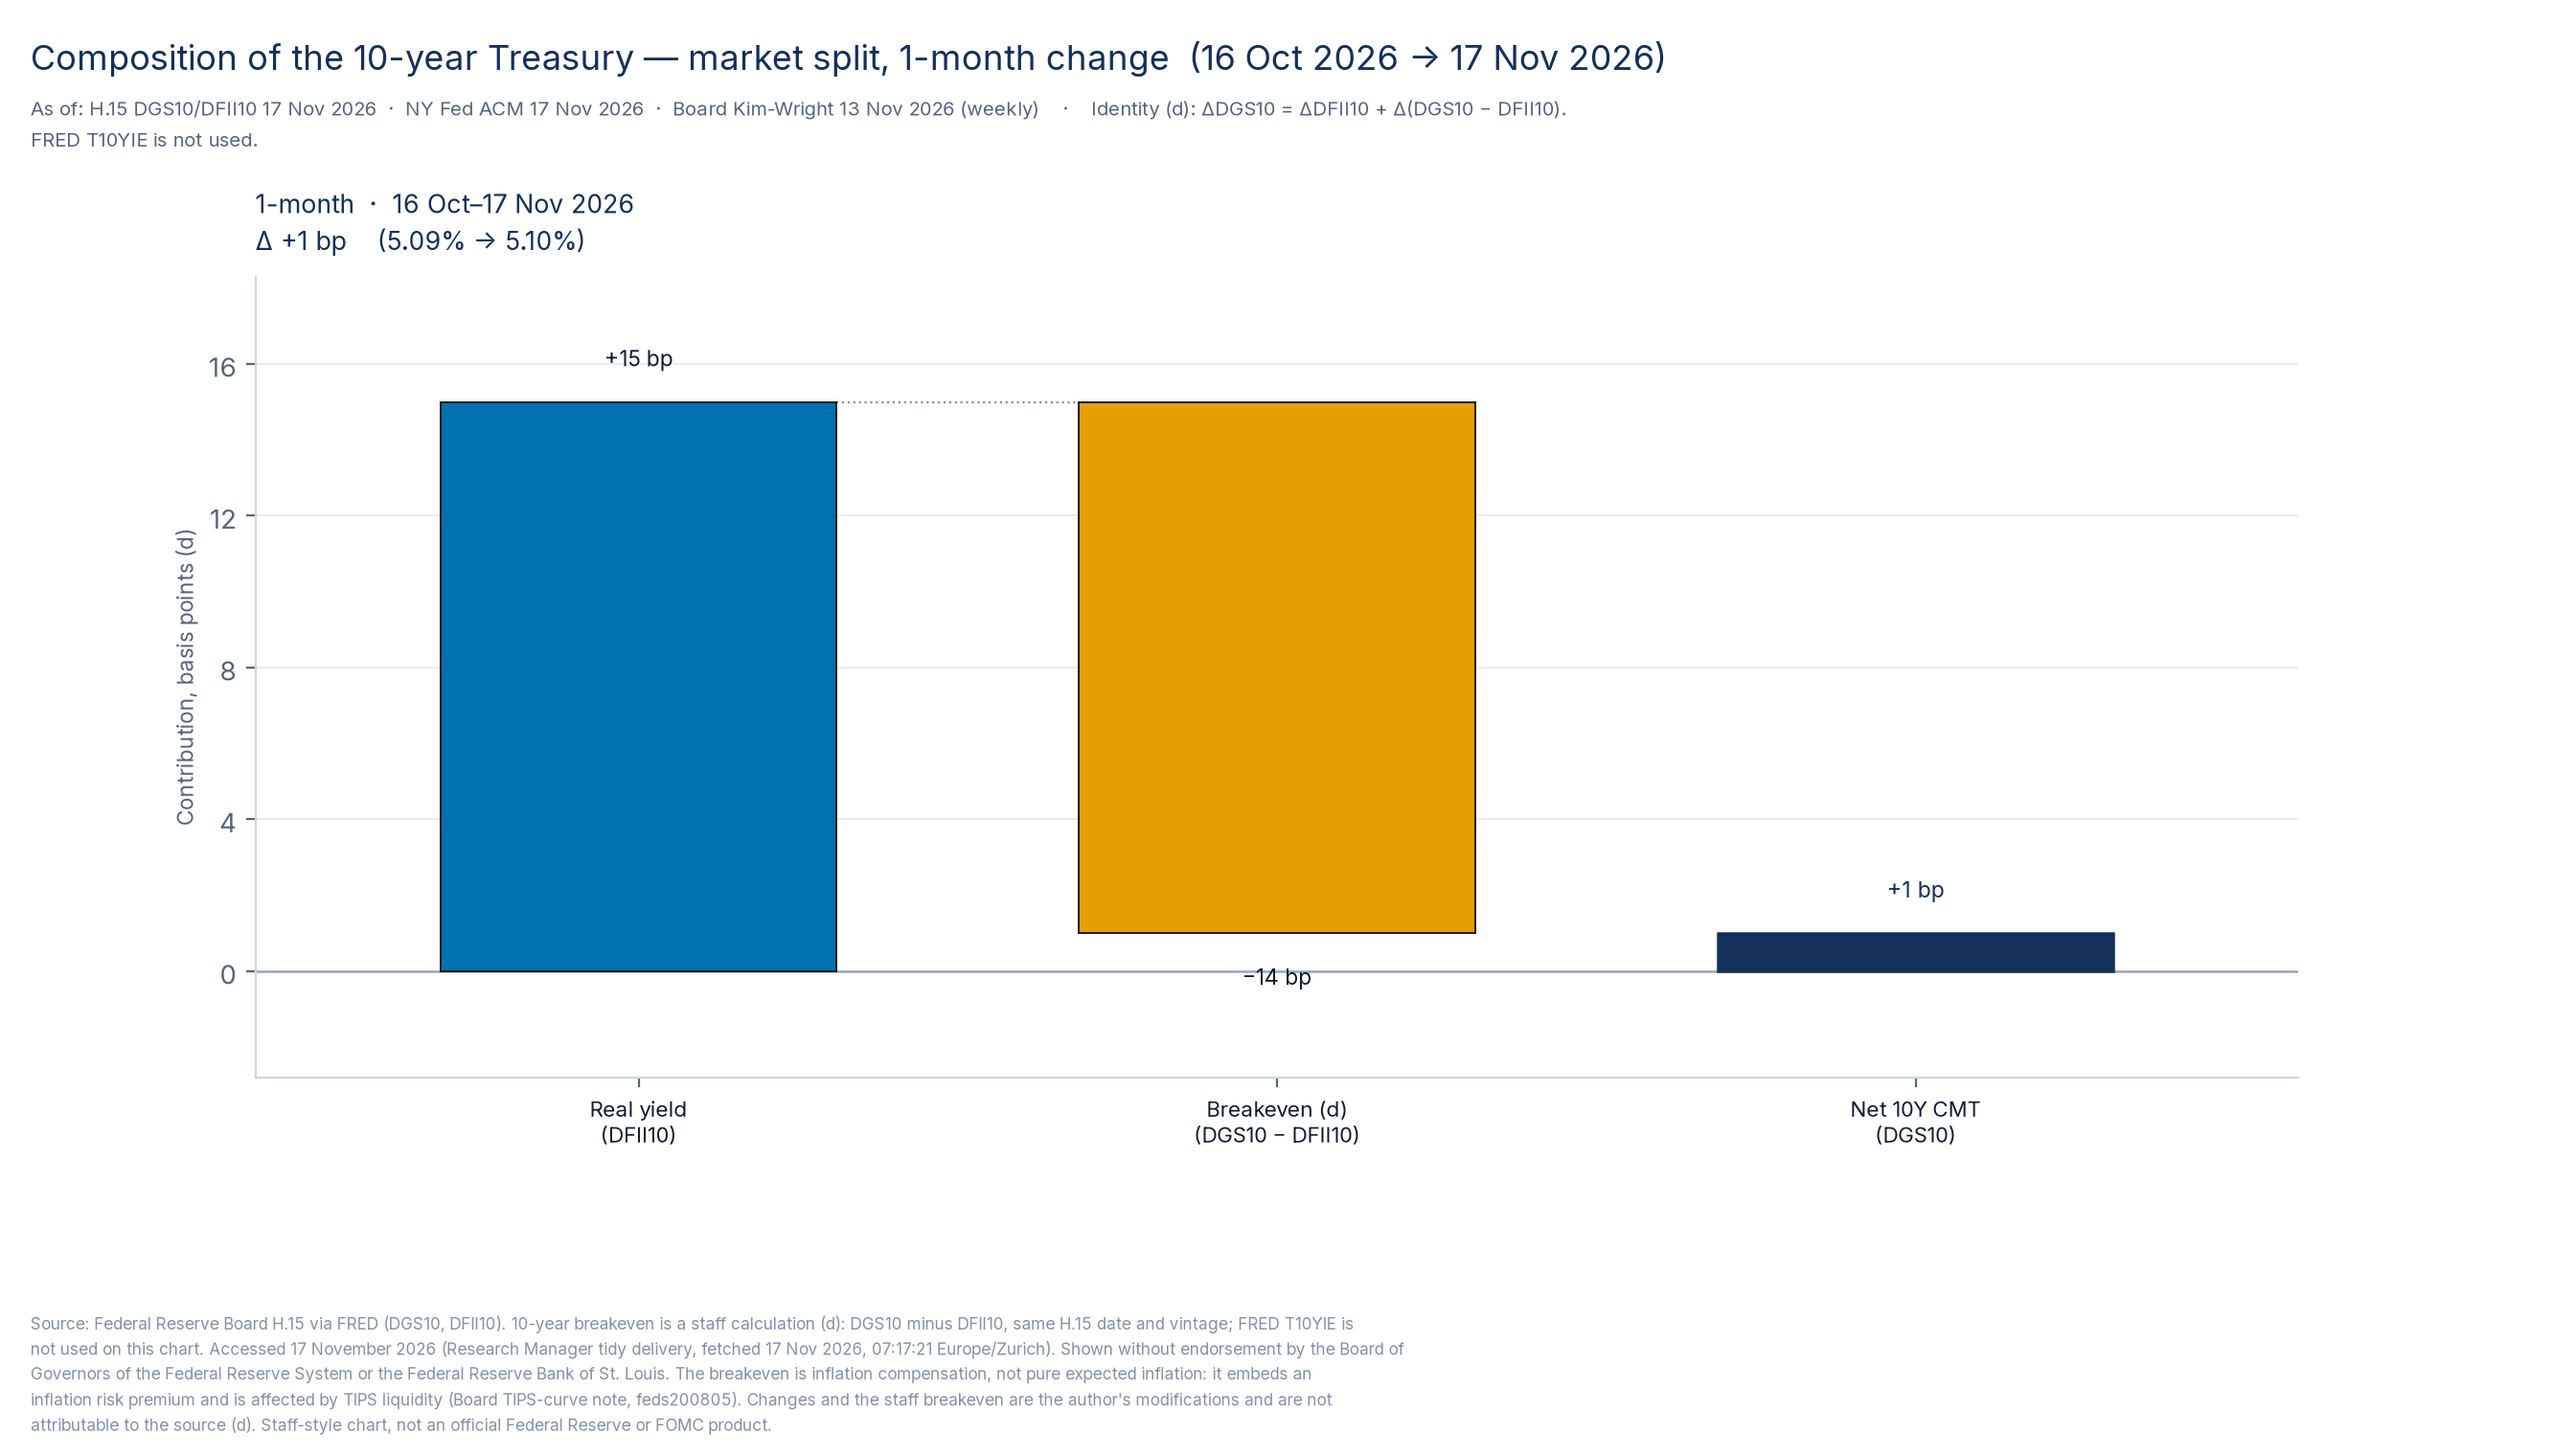 Composition of the 10-year Treasury — market split, 1-month change (16 Oct 2026 → 17 Nov 2026)
As of: H.15 DGS10/DFII10 17 Nov 2026 · NY Fed ACM 17 Nov 2026 · Board Kim-Wright 13 Nov 2026 (weekly) · Identity (d): ΔDGS10 = ΔDFII10 + Δ(DGS10 − DFII10).
FRED T10YIE is not used.
1-month · 16 Oct–17 Nov 2026
Δ +1 bp (5.09% → 5.10%)
Contribution, basis points (d)
16
12
8
4
0
+15 bp
−14 bp
+1 bp
Real yield
(DFII10)
Breakeven (d)
(DGS10 − DFII10)
Net 10Y CMT
(DGS10)
Source: Federal Reserve Board H.15 via FRED (DGS10, DFII10). 10-year breakeven is a staff calculation (d): DGS10 minus DFII10, same H.15 date and vintage; FRED T10YIE is
not used on this chart. Accessed 17 November 2026 (Research Manager tidy delivery, fetched 17 Nov 2026, 07:17:21 Europe/Zurich). Shown without endorsement by the Board of
Governors of the Federal Reserve System or the Federal Reserve Bank of St. Louis. The breakeven is inflation compensation, not pure expected inflation: it embeds an
inflation risk premium and is affected by TIPS liquidity (Board TIPS-curve note, feds200805). Changes and the staff breakeven are the author's modifications and are not
attributable to the source (d). Staff-style chart, not an official Federal Reserve or FOMC product.